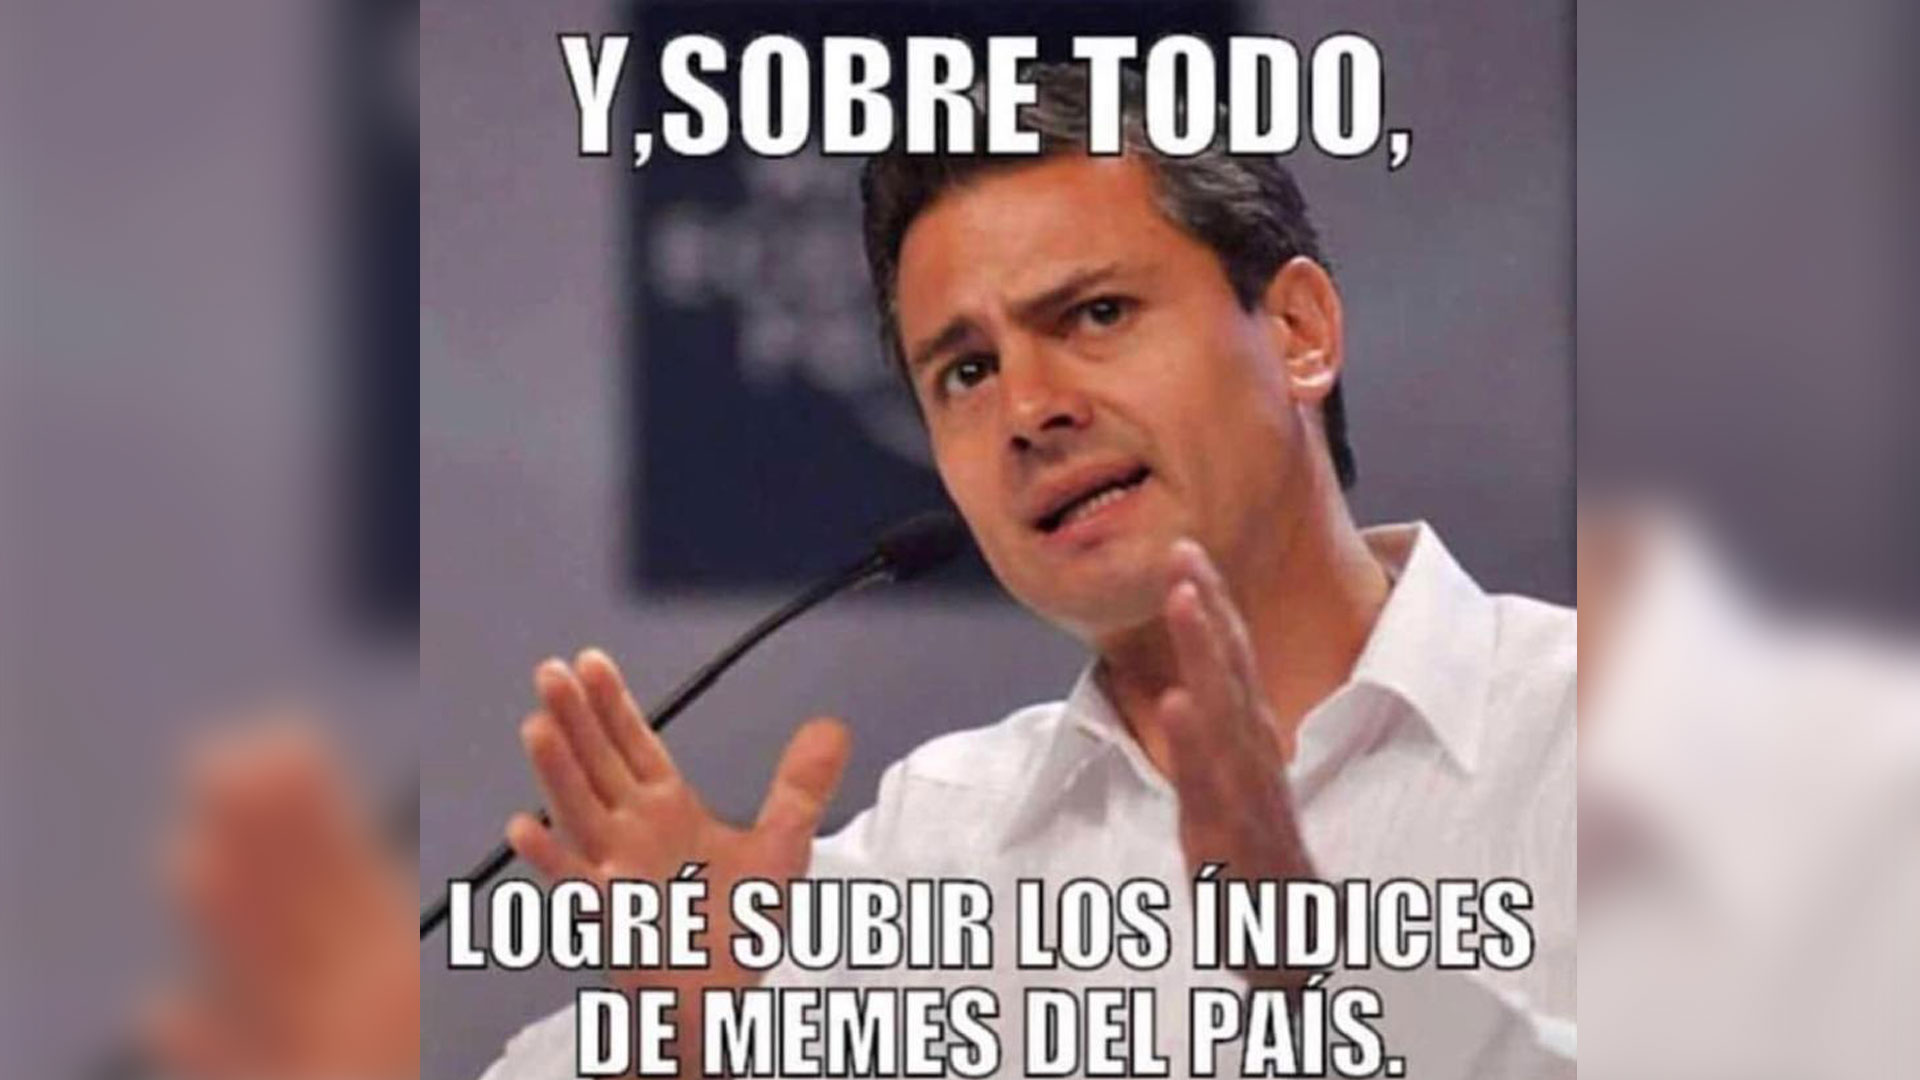 Y,SOBRE TODO,
LOGRÉ SUBIR LOS ÍNDICES
DE MEMES DEL PAÍS.